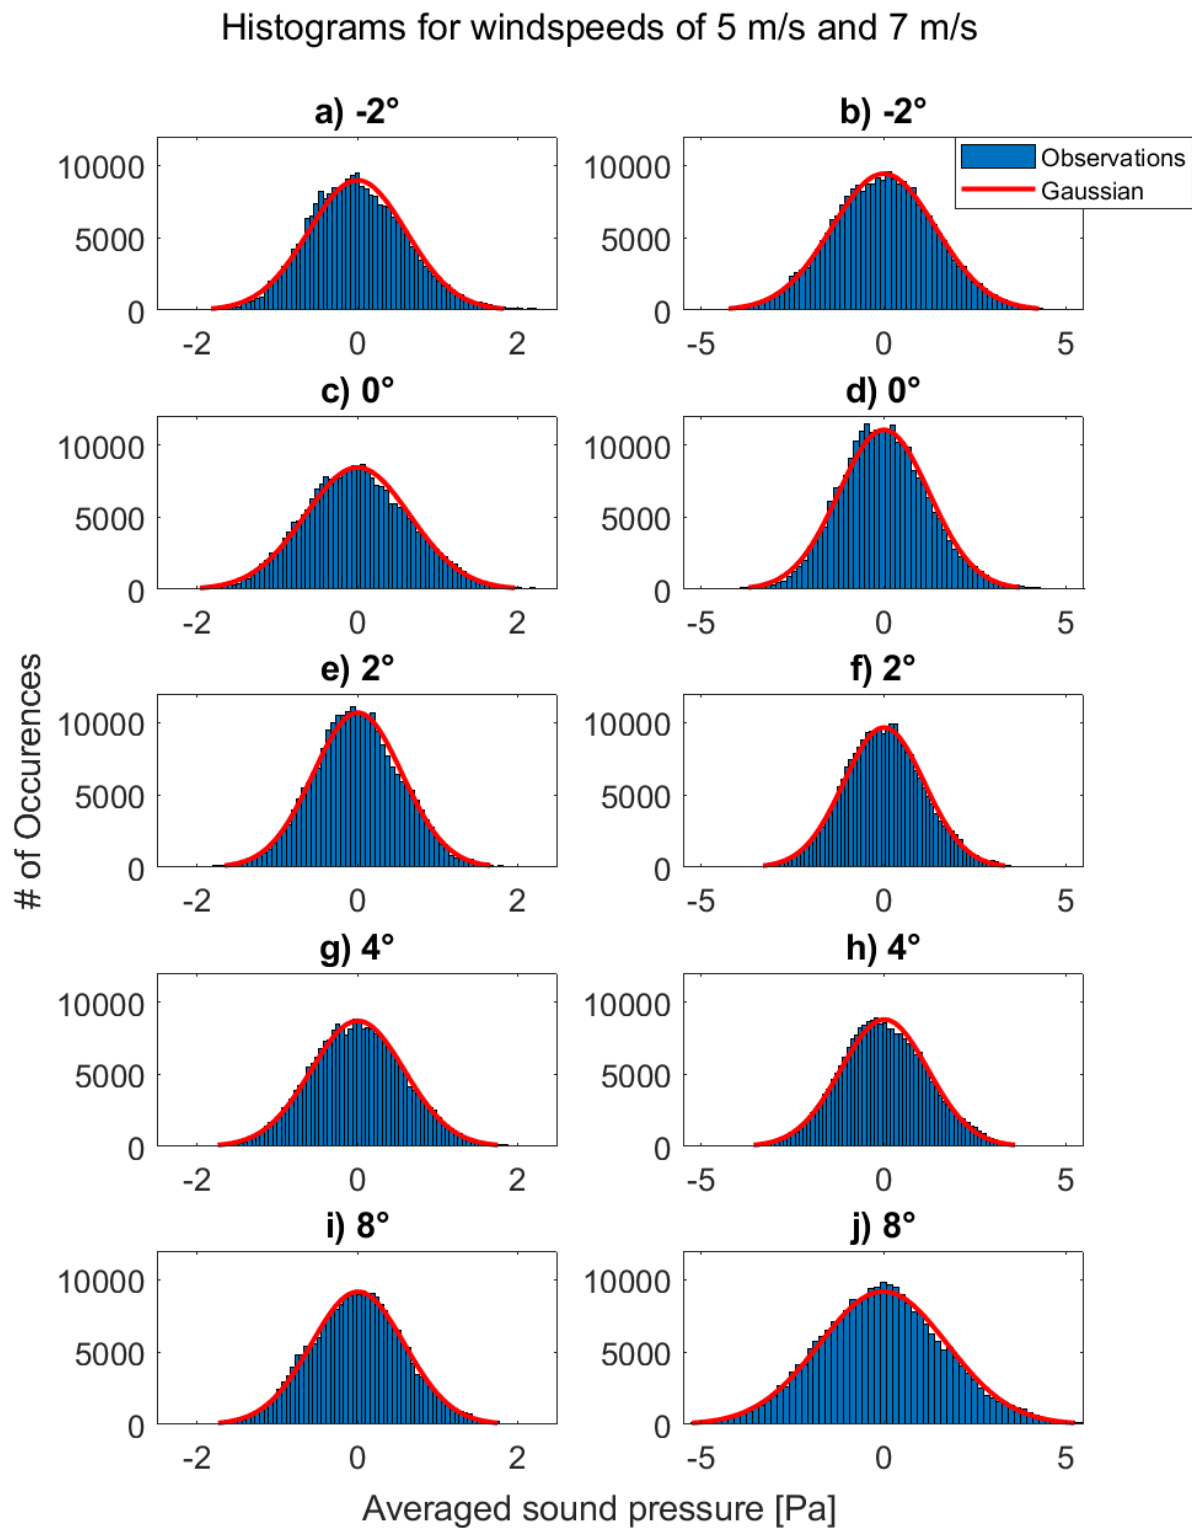 Histograms for windspeeds of 5 m/s and 7 m/s
a) -2°
b) -2°
Observations
Gaussian
10000
5000
0
-2 0 2
10000
5000
0
-5 0 5
c) 0°
d) 0°
10000
5000
0
-2 0 2
10000
5000
0
-5 0 5
e) 2°
f) 2°
10000
5000
0
-2 0 2
10000
5000
0
-5 0 5
# of Occurences
g) 4°
h) 4°
10000
5000
0
-2 0 2
10000
5000
0
-5 0 5
i) 8°
j) 8°
10000
5000
0
-2 0 2
10000
5000
0
-5 0 5
Averaged sound pressure [Pa]